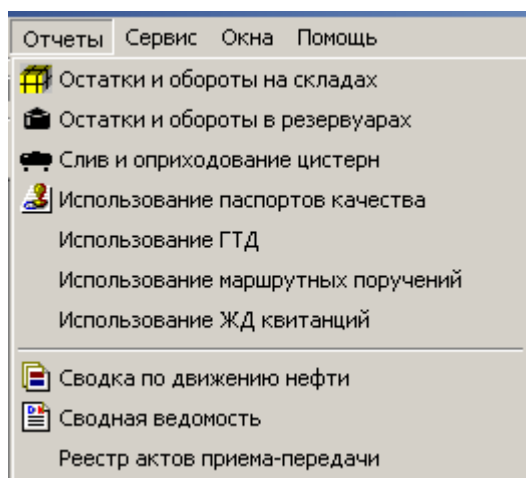 Отчеты Сервис Окна Помощь
Остатки и обороты на складах
Остатки и обороты в резервуарах
Слив и оприходование цистерн
Использование паспортов качества
Использование ГТД
Использование маршрутных поручений
Использование ЖД квитанций
Сводка по движению нефти
Сводная ведомость
Реестр актов приема-передачи